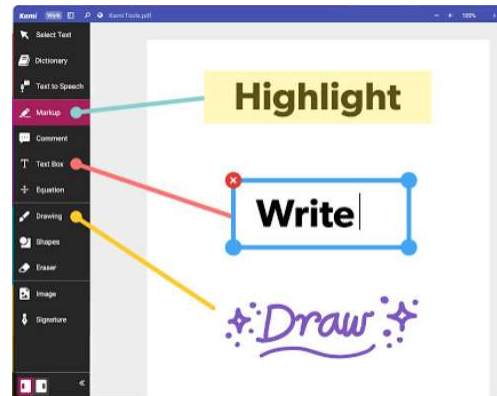 Kami Work Kami Tools.pdf - + 100%
Select Text
Dictionary
Text to Speech
Markup
Comment
Text Box
Equation
Drawing
Shapes
Eraser
Image
Signature
Highlight
Write
Draw